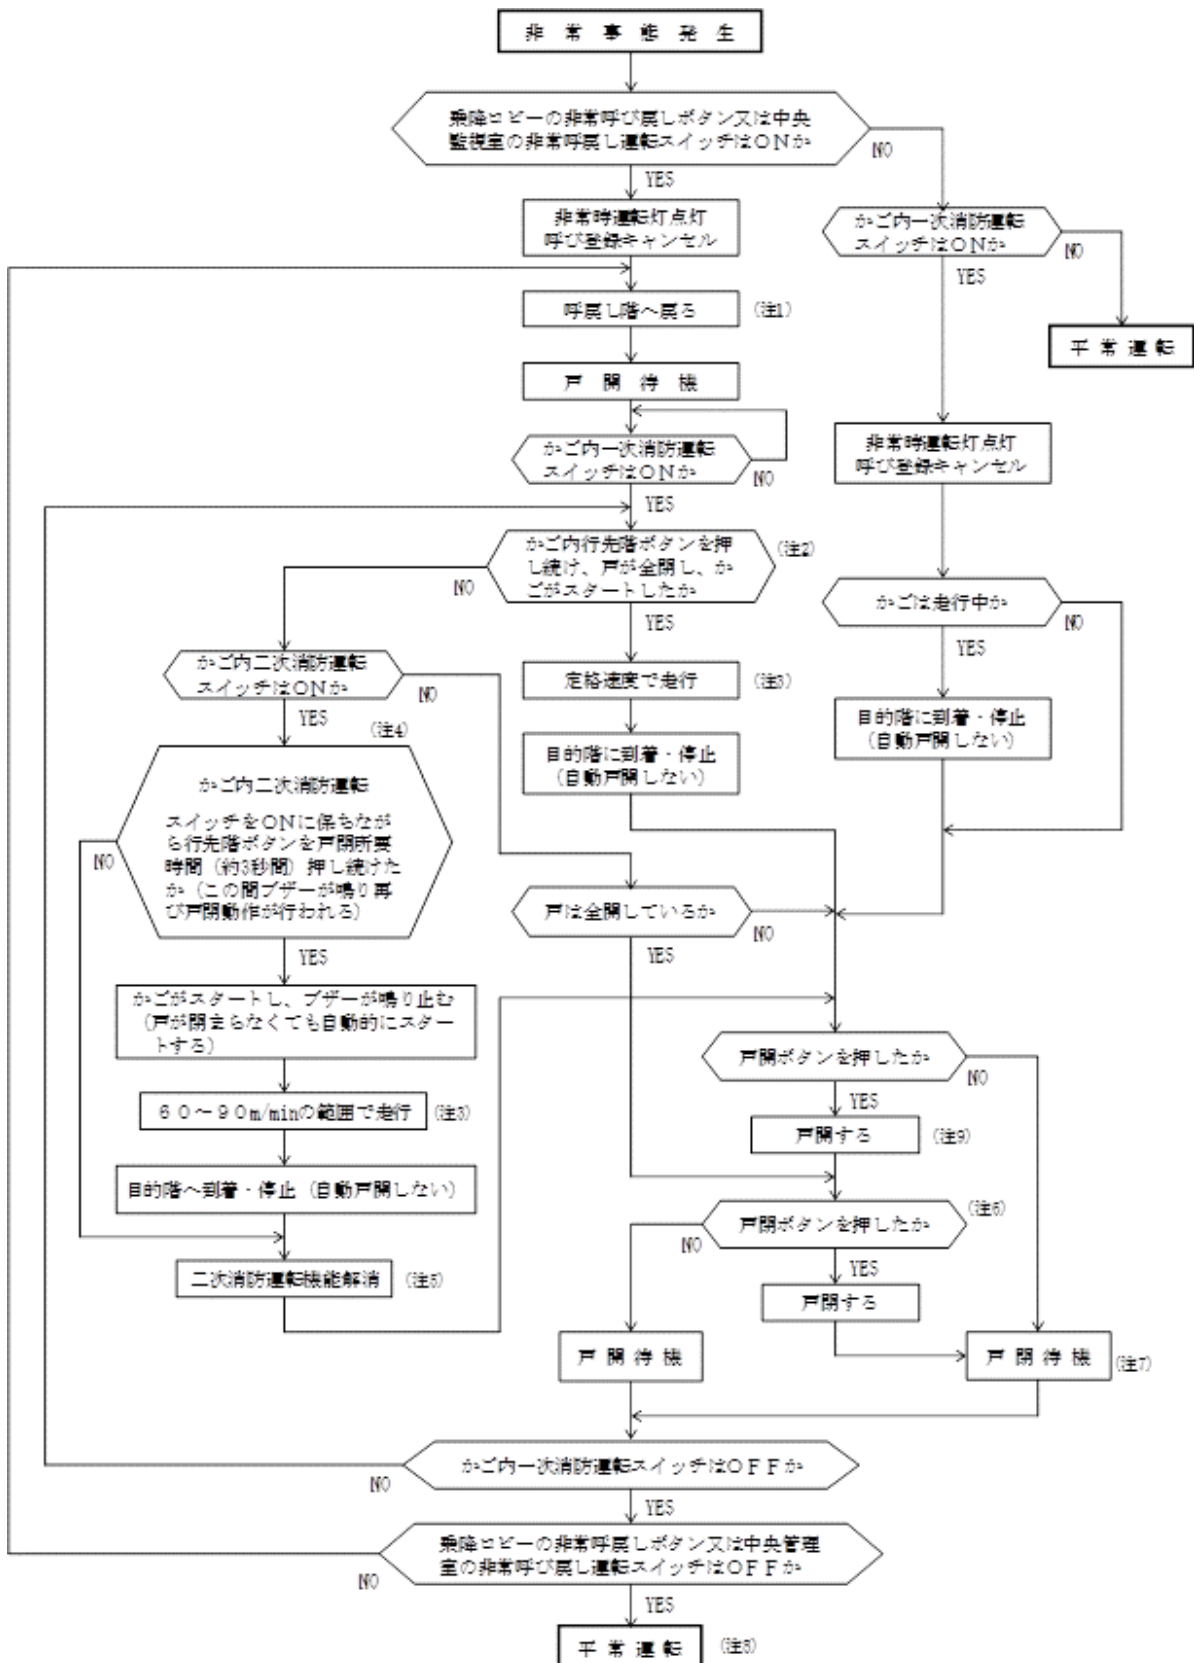 非常事態発生
乗降ロビーの非常呼び戻しボタン又は中央
監視室の非常呼戻し運転スイッチはONか
NO
YES
非常時運転灯点灯
呼び登録キャンセル
かご内一次消防運転
スイッチはONか
NO
YES
呼戻し階へ戻る
(注1)
平常運転
戸開待機
かご内一次消防運転
スイッチはONか
NO
YES
非常時運転灯点灯
呼び登録キャンセル
かご内行先階ボタンを押
し続け、戸が全閉し、か
ごがスタートしたか
(注2)
NO
YES
かごは走行中か
NO
YES
かご内二次消防運転
スイッチはONか
NO
YES
定格速度で走行
(注3)
目的階に到着・停止
(自動戸開しない)
(注4)
目的階に到着・停止
(自動戸開しない)
かご内二次消防運転
スイッチをONに保ちなが
ら行先階ボタンを戸閉所要
時間(約3秒間)押し続けた
か(この間ブザーが鳴り再
び戸閉動作が行われる)
NO
YES
戸は全開しているか
NO
YES
かごがスタートし、ブザーが鳴り止む
(戸が閉まらなくても自動的にスター
トする)
戸開ボタンを押したか
NO
YES
60~90m/minの範囲で走行
(注3)
戸開する
(注9)
目的階へ到着・停止(自動戸開しない)
戸閉ボタンを押したか
(注6)
NO
YES
二次消防運転機能解消
(注5)
戸閉する
戸開待機
戸閉待機
(注7)
かご内一次消防運転スイッチはOFFか
NO
YES
乗降ロビーの非常呼戻しボタン又は中央管理
室の非常呼び戻し運転スイッチはOFFか
NO
YES
平常運転
(注8)